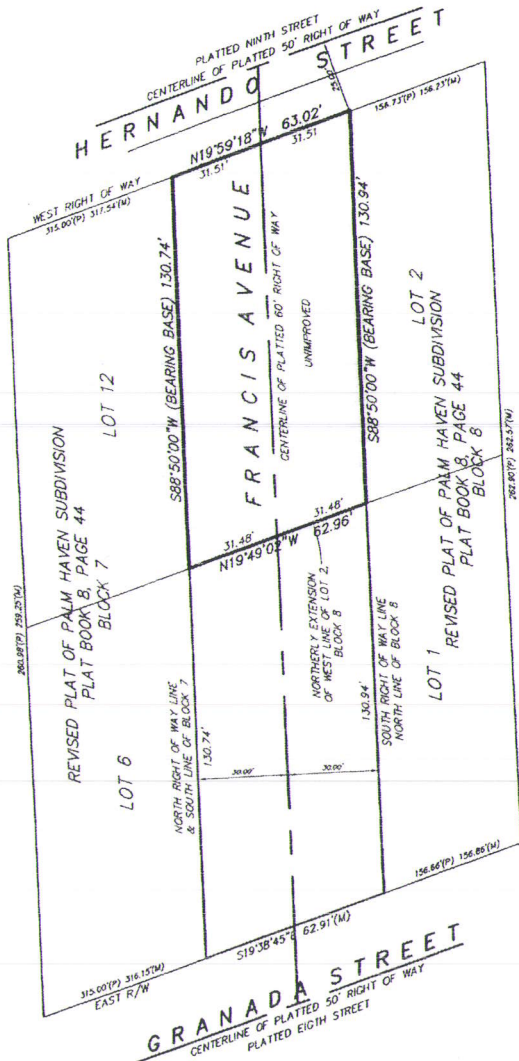 PLATTED NINTH STREET
CENTERLINE OF PLATTED 50' RIGHT OF WAY
HERNANDO STREET
25.00'
N19°59'18"W 63.02'
31.51'
31.51
156.73'(P) 156.23'(M)
WEST RIGHT OF WAY
315.00'(P) 317.54'(M)
S88°50'00"W (BEARING BASE) 130.74'
FRANCIS AVENUE
CENTERLINE OF PLATTED 60' RIGHT OF WAY
UNIMPROVED
S88°50'00"W (BEARING BASE) 130.94'
LOT 12
LOT 2
REVISED PLAT OF PALM HAVEN SUBDIVISION
PLAT BOOK 8, PAGE 44
BLOCK 7
REVISED PLAT OF PALM HAVEN SUBDIVISION
PLAT BOOK 8, PAGE 44
BLOCK 8
260.98'(P) 259.25'(M)
262.90'(P) 262.57'(M)
31.48'
31.48'
N19°49'02"W 62.96'
NORTHERLY EXTENSION
OF WEST LINE OF LOT 2,
BLOCK 8
LOT 6
LOT 1
NORTH RIGHT OF WAY LINE
& SOUTH LINE OF BLOCK 7
130.74'
30.00'
30.00'
130.94'
SOUTH RIGHT OF WAY LINE
NORTH LINE OF BLOCK 8
156.66'(P) 156.86'(M)
S19°38'45"E 62.91'(M)
315.00'(P) 316.15'(M)
EAST R/W
GRANADA STREET
CENTERLINE OF PLATTED 50' RIGHT OF WAY
PLATTED EIGTH STREET